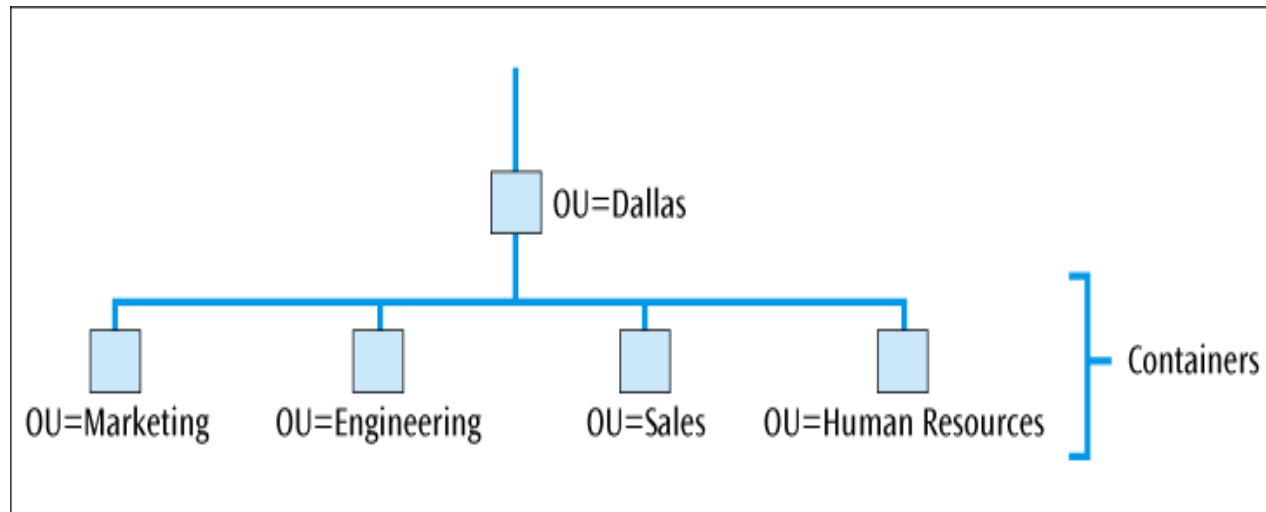 OU=Dallas
Containers
OU=Marketing
OU=Engineering
OU=Sales
OU=Human Resources